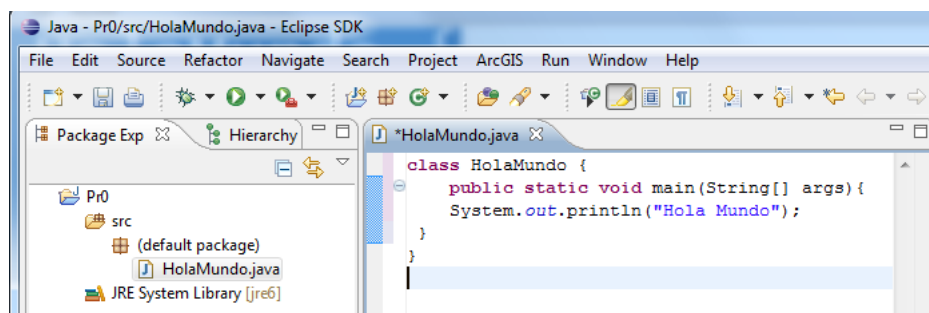 Java - Pr0/src/HolaMundo.java - Eclipse SDK
File Edit Source Refactor Navigate Search Project ArcGIS Run Window Help
Package Exp Hierarchy
*HolaMundo.java
Pr0
src
(default package)
HolaMundo.java
JRE System Library [jre6]
class HolaMundo {
public static void main(String[] args){
System.out.println("Hola Mundo");
}
}